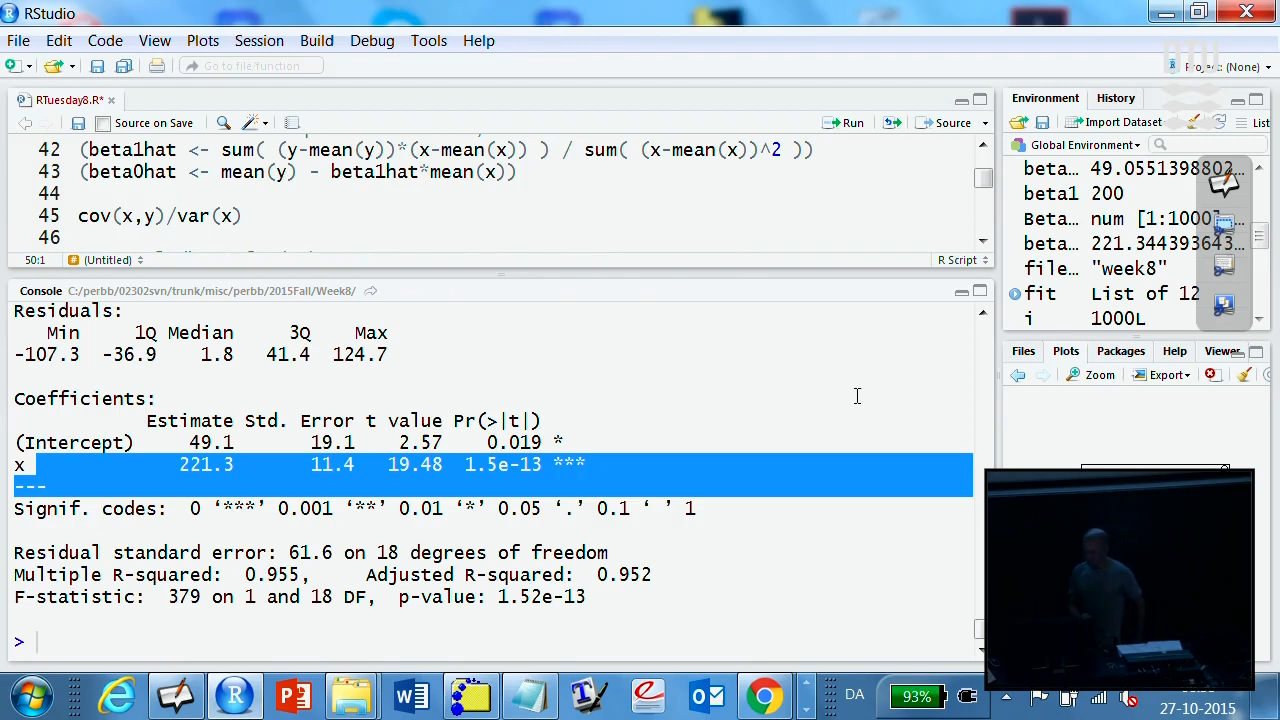 RStudio
File Edit Code View Plots Session Build Debug Tools Help
Go to file/function
Project: (None)
RTuesday8.R*
Source on Save
Run
Source
42 (beta1hat <- sum( (y-mean(y))*(x-mean(x)) ) / sum( (x-mean(x))^2 ))
43 (beta0hat <- mean(y) - beta1hat*mean(x))
44
45 cov(x,y)/var(x)
46
50:1 (Untitled) R Script
Console C:/perbb/02302svn/trunk/misc/perbb/2015Fall/Week8/
Residuals:
Min 1Q Median 3Q Max
-107.3 -36.9 1.8 41.4 124.7
Coefficients:
Estimate Std. Error t value Pr(>|t|)
(Intercept) 49.1 19.1 2.57 0.019 *
x 221.3 11.4 19.48 1.5e-13 ***
---
Signif. codes: 0 ‘***’ 0.001 ‘**’ 0.01 ‘*’ 0.05 ‘.’ 0.1 ‘ ’ 1
Residual standard error: 61.6 on 18 degrees of freedom
Multiple R-squared: 0.955, Adjusted R-squared: 0.952
F-statistic: 379 on 1 and 18 DF, p-value: 1.52e-13
>
Environment History
Import Dataset List
Global Environment
beta… 49.0551398802…
beta1 200
Beta… num [1:1000]
beta… 221.344393643…
file… "week8"
fit List of 12
i 1000L
Files Plots Packages Help Viewer
Zoom Export
DA 93%
27-10-2015